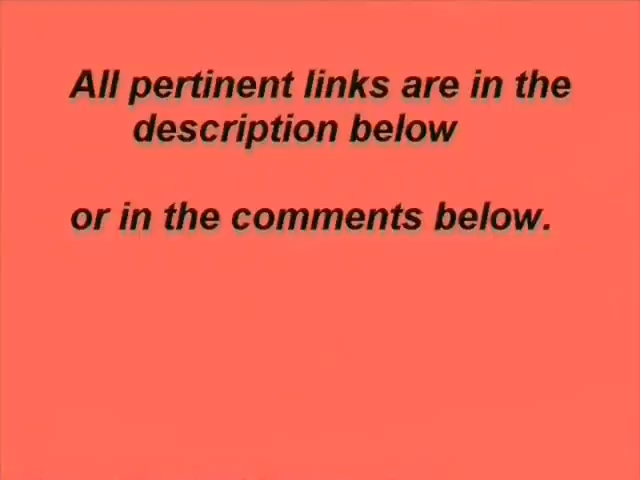 All pertinent links are in the
description below
or in the comments below.